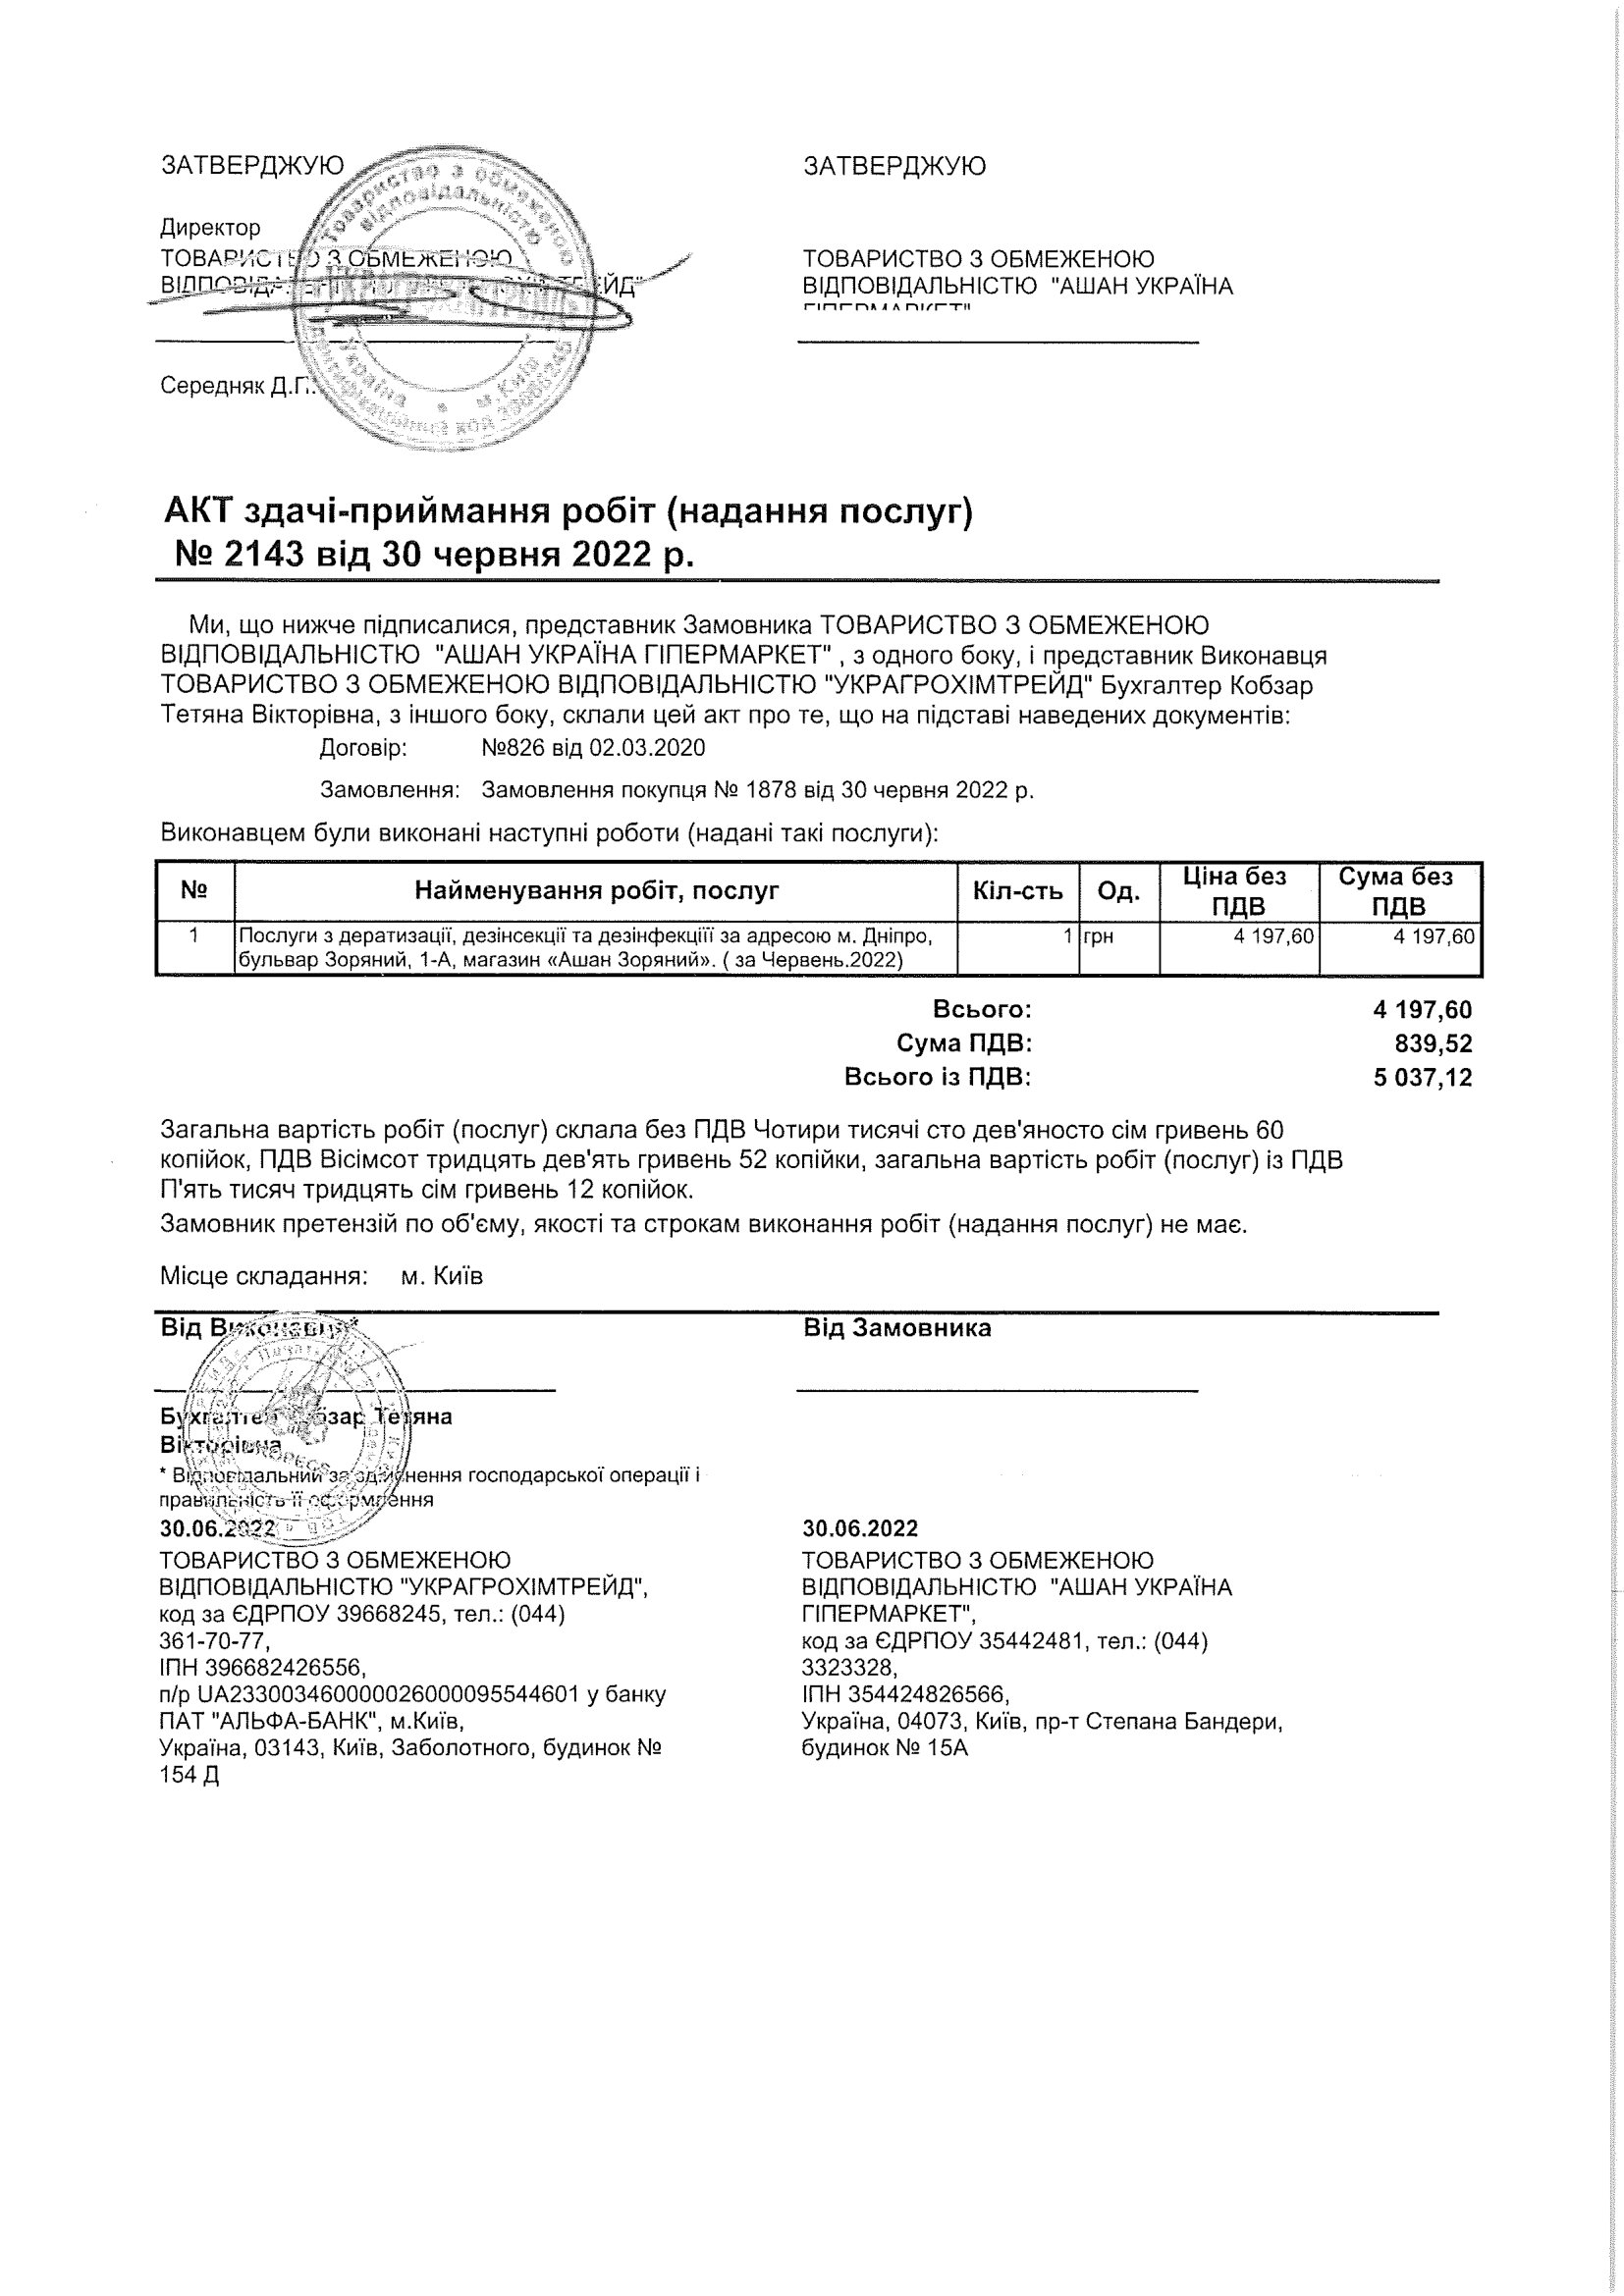 ЗАТВЕРДЖУЮ
ЗАТВЕРДЖУЮ
Директор
ТОВАРИСТВО З ОБМЕЖЕНОЮ
ТОВАРИСТВО З ОБМЕЖЕНОЮ
ВІДПОВІДАЛЬНІСТЮ "АШАН УКРАЇНА
ГІПЕРМАРКЕТ"
Середняк Д.П.
Товариство з обмеженою
відповідальністю
Україна * м.Київ
АКТ здачі-приймання робіт (надання послуг)
№ 2143 від 30 червня 2022 р.
Ми, що нижче підписалися, представник Замовника ТОВАРИСТВО З ОБМЕЖЕНОЮ
ВІДПОВІДАЛЬНІСТЮ "АШАН УКРАЇНА ГІПЕРМАРКЕТ" , з одного боку, і представник Виконавця
ТОВАРИСТВО З ОБМЕЖЕНОЮ ВІДПОВІДАЛЬНІСТЮ "УКРАГРОХІМТРЕЙД" Бухгалтер Кобзар
Тетяна Вікторівна, з іншого боку, склали цей акт про те, що на підставі наведених документів:
Договір: №826 від 02.03.2020
Замовлення: Замовлення покупця № 1878 від 30 червня 2022 р.
Виконавцем були виконані наступні роботи (надані такі послуги):
№ Найменування робіт, послуг Кіл-сть Од. Ціна без ПДВ Сума без ПДВ
1 Послуги з дератизації, дезінсекції та дезінфекціїї за адресою м. Дніпро, 1 грн 4 197,60 4 197,60
бульвар Зоряний, 1-А, магазин «Ашан Зоряний». ( за Червень.2022)
Всього: 4 197,60
Сума ПДВ: 839,52
Всього із ПДВ: 5 037,12
Загальна вартість робіт (послуг) склала без ПДВ Чотири тисячі сто дев'яносто сім гривень 60
копійок, ПДВ Вісімсот тридцять дев'ять гривень 52 копійки, загальна вартість робіт (послуг) із ПДВ
П'ять тисяч тридцять сім гривень 12 копійок.
Замовник претензій по об'єму, якості та строкам виконання робіт (надання послуг) не має.
Місце складання: м. Київ
Від Виконавця*
Від Замовника
Бухгалтер Кобзар Тетяна
Вікторівна
* Відповідальний за здійснення господарської операції і
правильність її оформлення
30.06.2022
ТОВАРИСТВО З ОБМЕЖЕНОЮ
ВІДПОВІДАЛЬНІСТЮ "УКРАГРОХІМТРЕЙД",
код за ЄДРПОУ 39668245, тел.: (044)
361-70-77,
ІПН 396682426556,
п/р UA233003460000026000095544601 у банку
ПАТ "АЛЬФА-БАНК", м.Київ,
Україна, 03143, Київ, Заболотного, будинок №
154 Д
30.06.2022
ТОВАРИСТВО З ОБМЕЖЕНОЮ
ВІДПОВІДАЛЬНІСТЮ "АШАН УКРАЇНА
ГІПЕРМАРКЕТ",
код за ЄДРПОУ 35442481, тел.: (044)
3323328,
ІПН 354424826566,
Україна, 04073, Київ, пр-т Степана Бандери,
будинок № 15А